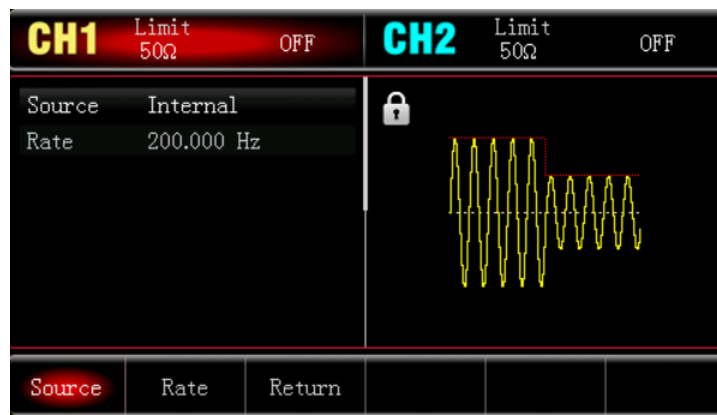 CH1 Limit 50Ω OFF CH2 Limit 50Ω OFF
Source Internal
Rate 200.000 Hz
Source Rate Return